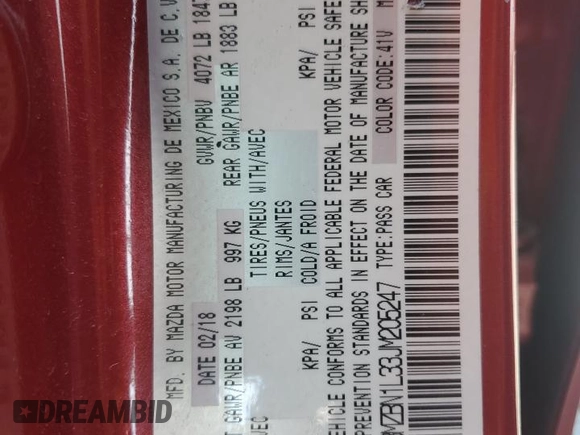 MFD. BY MAZDA MOTOR MANUFACTURING DE MEXICO S.A. DE C.V
DATE 02/18 GVWR/PNBV 4072 LB 184
T GAWR/PNBE AV 2198 LB 997 KG REAR GAWR/PNBE AR 1883 LB
VEC TIRES/PNEUS WITH/AVEC
RIMS/JANTES
KPA/ PSI COLD/A FROID KPA/ PSI
VEHICLE CONFORMS TO ALL APPLICABLE FEDERAL MOTOR VEHICLE SAFE
PREVENTION STANDARDS IN EFFECT ON THE DATE OF MANUFACTURE SH
MZBN1L33JM205247 TYPE:PASS CAR COLOR CODE:41V
DREAMBID